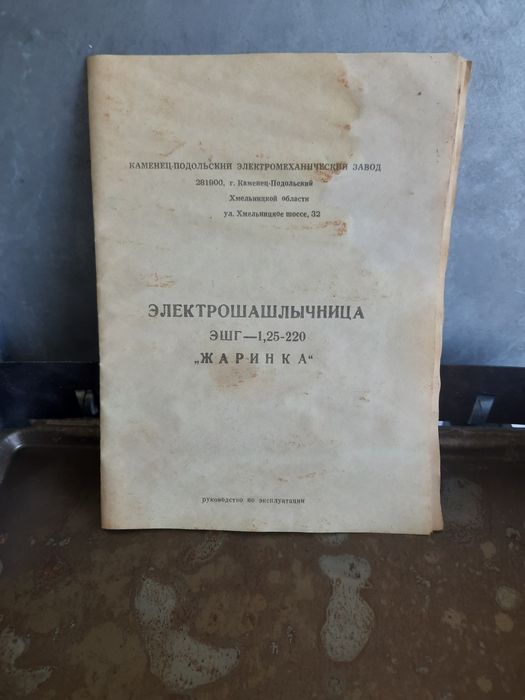 КАМЕНЕЦ-ПОДОЛЬСКИЙ ЭЛЕКТРОМЕХАНИЧЕСКИЙ ЗАВОД
281900, г. Каменец-Подольский
Хмельницкой области
ул. Хмельницкое шоссе, 32
ЭЛЕКТРОШАШЛЫЧНИЦА
ЭШГ—1,25-220
„ЖАРИНКА“
руководство по эксплуатации